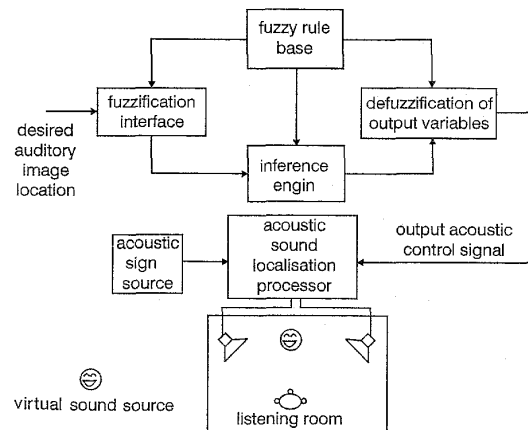 fuzzy rule
base
fuzzification
interface
defuzzification of
output variables
desired
auditory
image
location
inference
engin
acoustic
sign
source
acoustic
sound
localisation
processor
output acoustic
control signal
virtual sound source
listening room